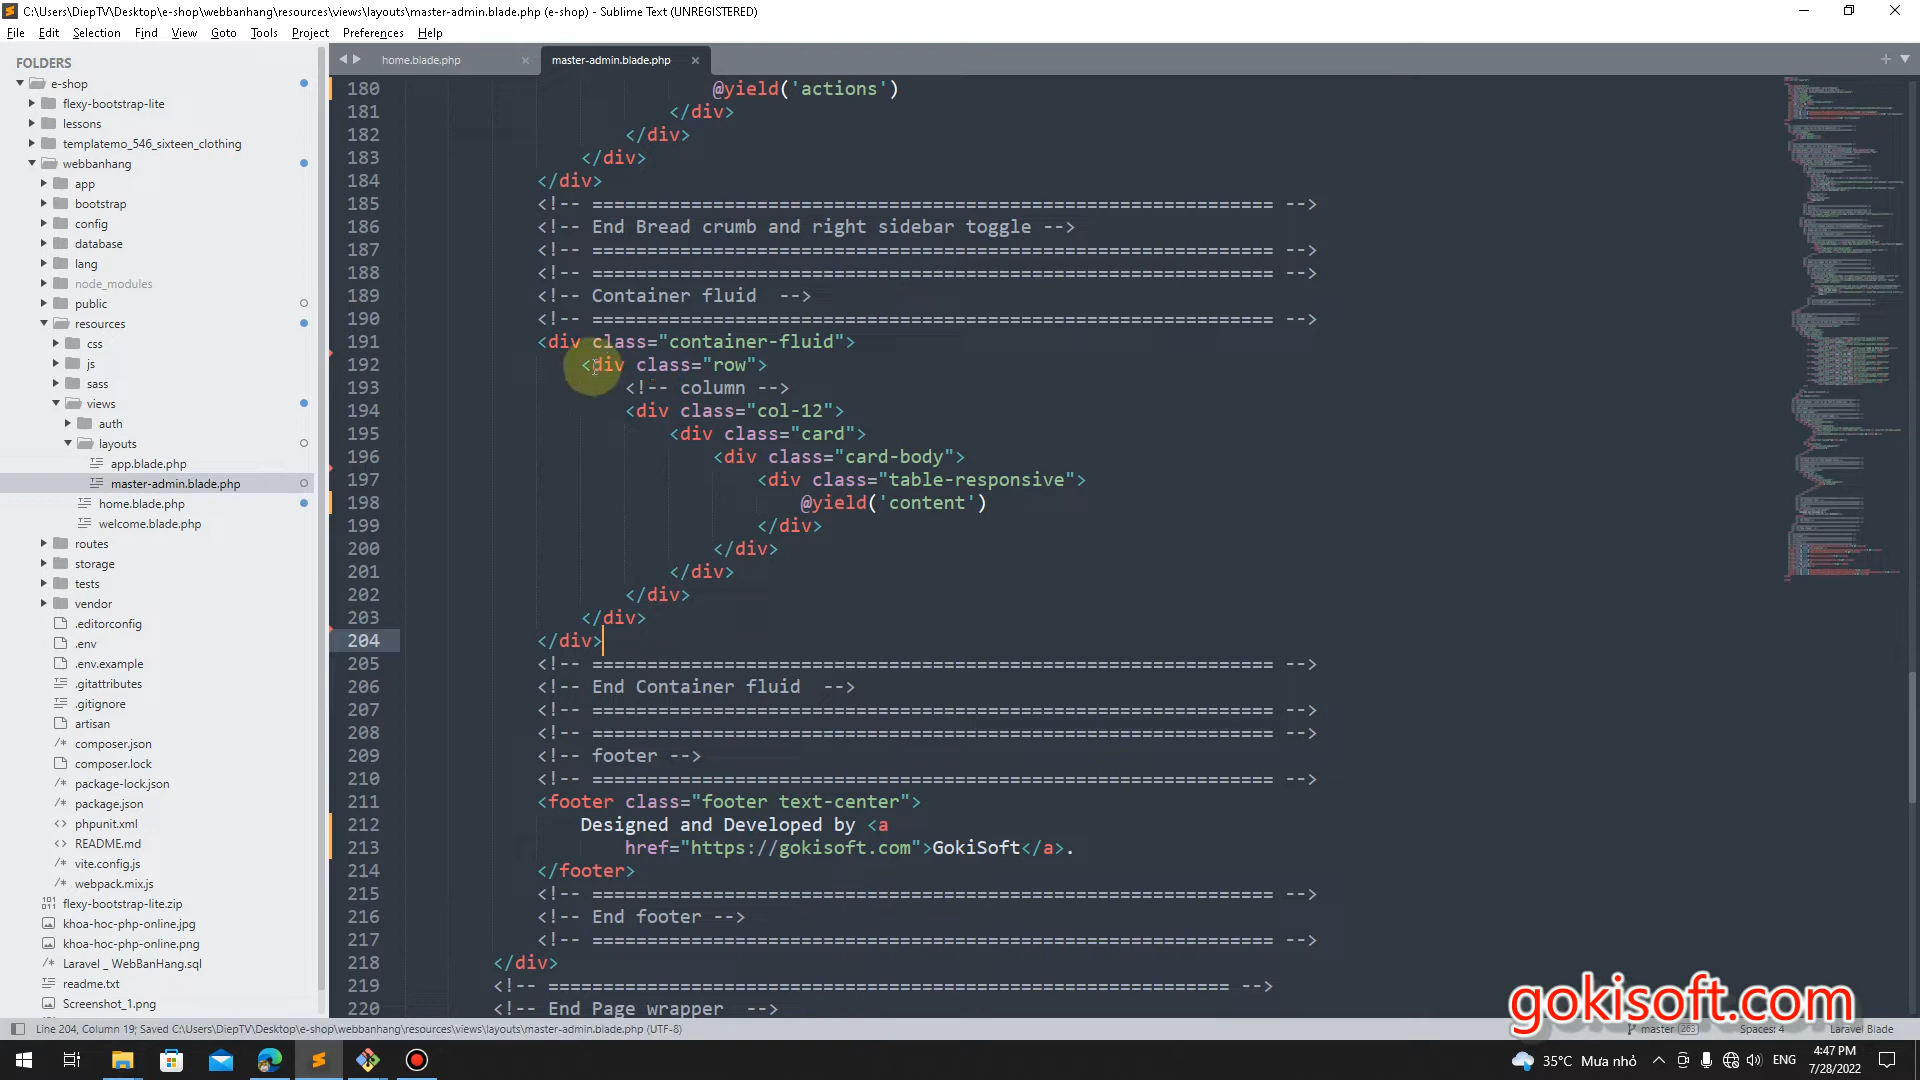 C:\Users\DiepTV\Desktop\e-shop\webbanhang\resources\views\layouts\master-admin.blade.php (e-shop) - Sublime Text (UNREGISTERED)
File Edit Selection Find View Goto Tools Project Preferences Help
FOLDERS
e-shop
flexy-bootstrap-lite
lessons
templatemo_546_sixteen_clothing
webbanhang
app
bootstrap
config
database
lang
node_modules
public
resources
css
js
sass
views
auth
layouts
app.blade.php
master-admin.blade.php
home.blade.php
welcome.blade.php
routes
storage
tests
vendor
.editorconfig
.env
.env.example
.gitattributes
.gitignore
artisan
composer.json
composer.lock
package-lock.json
package.json
phpunit.xml
README.md
vite.config.js
webpack.mix.js
flexy-bootstrap-lite.zip
khoa-hoc-php-online.jpg
khoa-hoc-php-online.png
Laravel _ WebBanHang.sql
readme.txt
Screenshot_1.png
home.blade.php × master-admin.blade.php ×
180 @yield('actions')
181 </div>
182 </div>
183 </div>
184 </div>
185 <!-- ============================================================== -->
186 <!-- End Bread crumb and right sidebar toggle -->
187 <!-- ============================================================== -->
188 <!-- ============================================================== -->
189 <!-- Container fluid  -->
190 <!-- ============================================================== -->
191 <div class="container-fluid">
192 <div class="row">
193 <!-- column -->
194 <div class="col-12">
195 <div class="card">
196 <div class="card-body">
197 <div class="table-responsive">
198 @yield('content')
199 </div>
200 </div>
201 </div>
202 </div>
203 </div>
204 </div>
205 <!-- ============================================================== -->
206 <!-- End Container fluid  -->
207 <!-- ============================================================== -->
208 <!-- ============================================================== -->
209 <!-- footer -->
210 <!-- ============================================================== -->
211 <footer class="footer text-center">
212 Designed and Developed by <a
213 href="https://gokisoft.com">GokiSoft</a>.
214 </footer>
215 <!-- ============================================================== -->
216 <!-- End footer -->
217 <!-- ============================================================== -->
218 </div>
219 <!-- ============================================================== -->
220 <!-- End Page wrapper  -->
gokisoft.com
Line 204, Column 19; Saved C:\Users\DiepTV\Desktop\e-shop\webbanhang\resources\views\layouts\master-admin.blade.php (UTF-8)
master 263 Spaces: 4 Laravel Blade
35°C Mưa nhỏ ENG 4:47 PM
7/28/2022